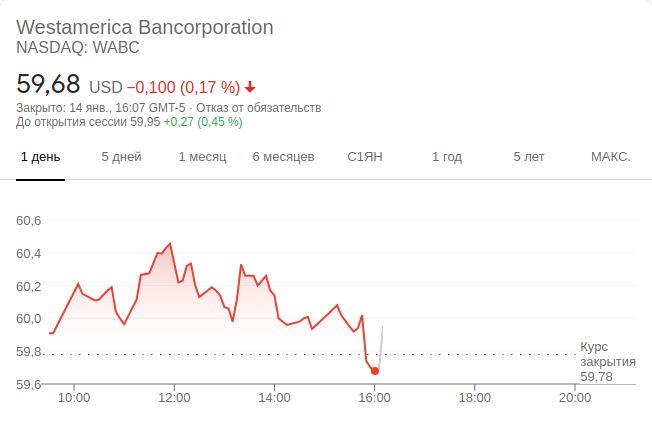 Westamerica Bancorporation
NASDAQ: WABC
59,68 USD −0,100 (0,17 %)
Закрыто: 14 янв., 16:07 GMT-5 · Отказ от обязательств
До открытия сессии 59,95 +0,27 (0,45 %)
1 день 5 дней 1 месяц 6 месяцев С1ЯН 1 год 5 лет МАКС.
60,6
60,4
60,2
60,0
59,8
59,6
Курс
закрытия
59,78
10:00 12:00 14:00 16:00 18:00 20:00